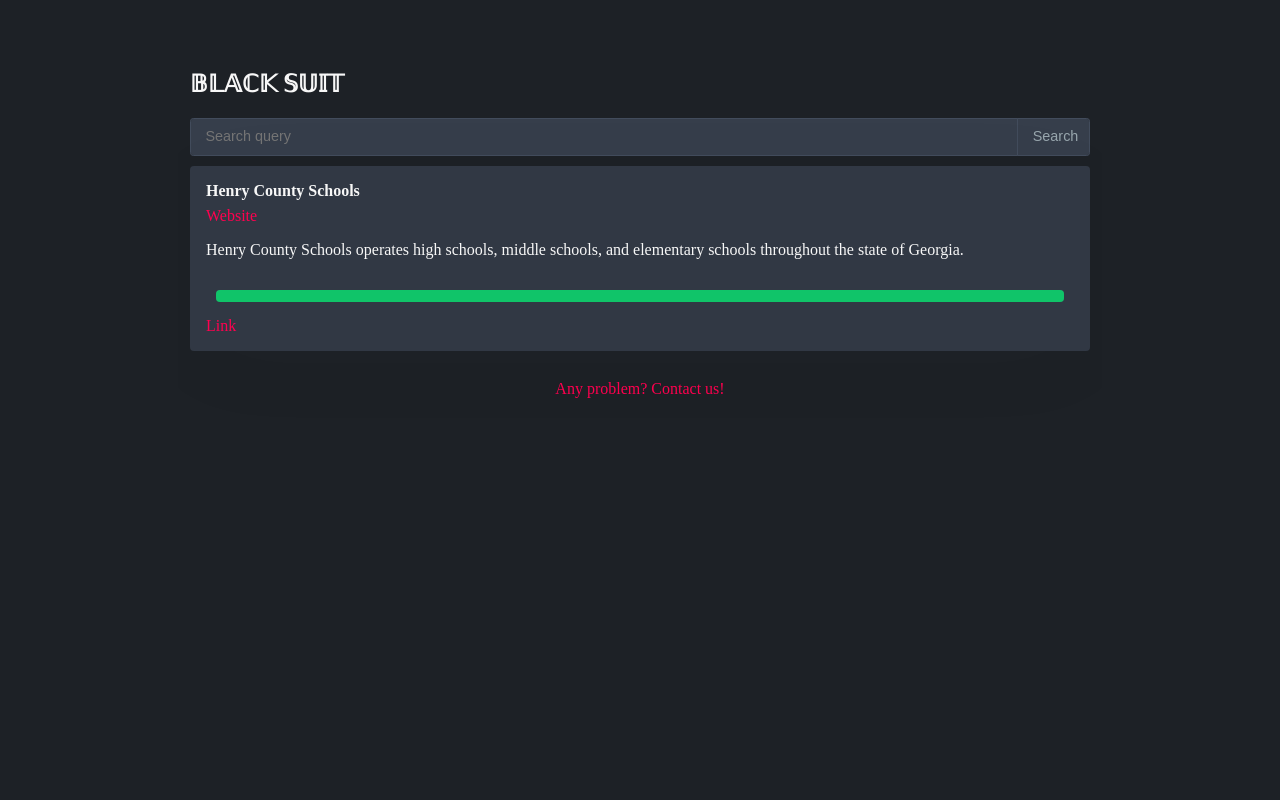 BLACK SUIT
Search query
Search
Henry County Schools
Website
Henry County Schools operates high schools, middle schools, and elementary schools throughout the state of Georgia.
Link
Any problem? Contact us!